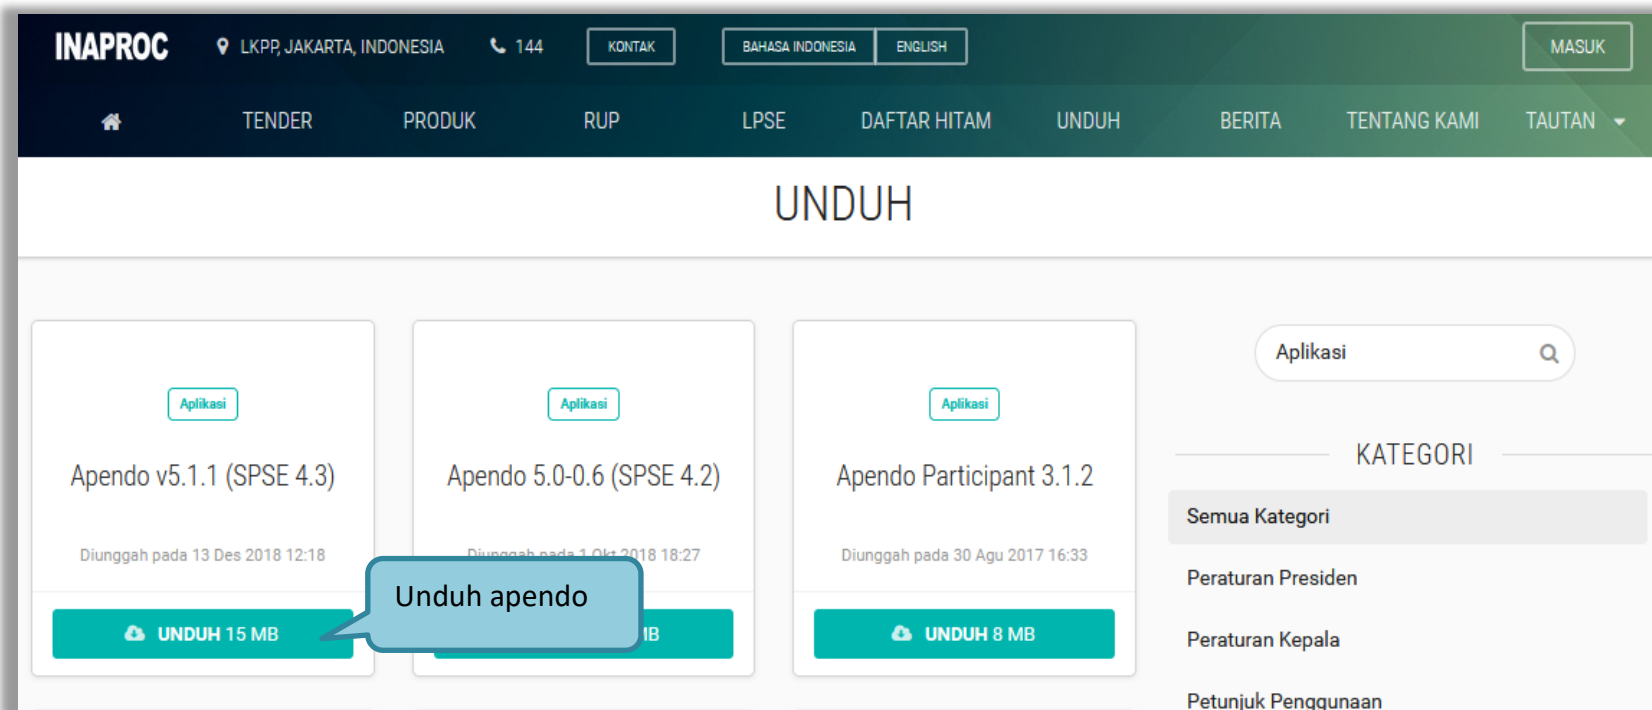 INAPROC
LKPP, JAKARTA, INDONESIA
144
KONTAK
BAHASA INDONESIA
ENGLISH
MASUK
TENDER
PRODUK
RUP
LPSE
DAFTAR HITAM
UNDUH
BERITA
TENTANG KAMI
TAUTAN
UNDUH
Aplikasi
Apendo v5.1.1 (SPSE 4.3)
Diunggah pada 13 Des 2018 12:18
UNDUH 15 MB
Unduh apendo
Aplikasi
Apendo 5.0-0.6 (SPSE 4.2)
Diunggah pada 1 Okt 2018 18:27
Aplikasi
Apendo Participant 3.1.2
Diunggah pada 30 Agu 2017 16:33
UNDUH 8 MB
Aplikasi
KATEGORI
Semua Kategori
Peraturan Presiden
Peraturan Kepala
Petunjuk Penggunaan